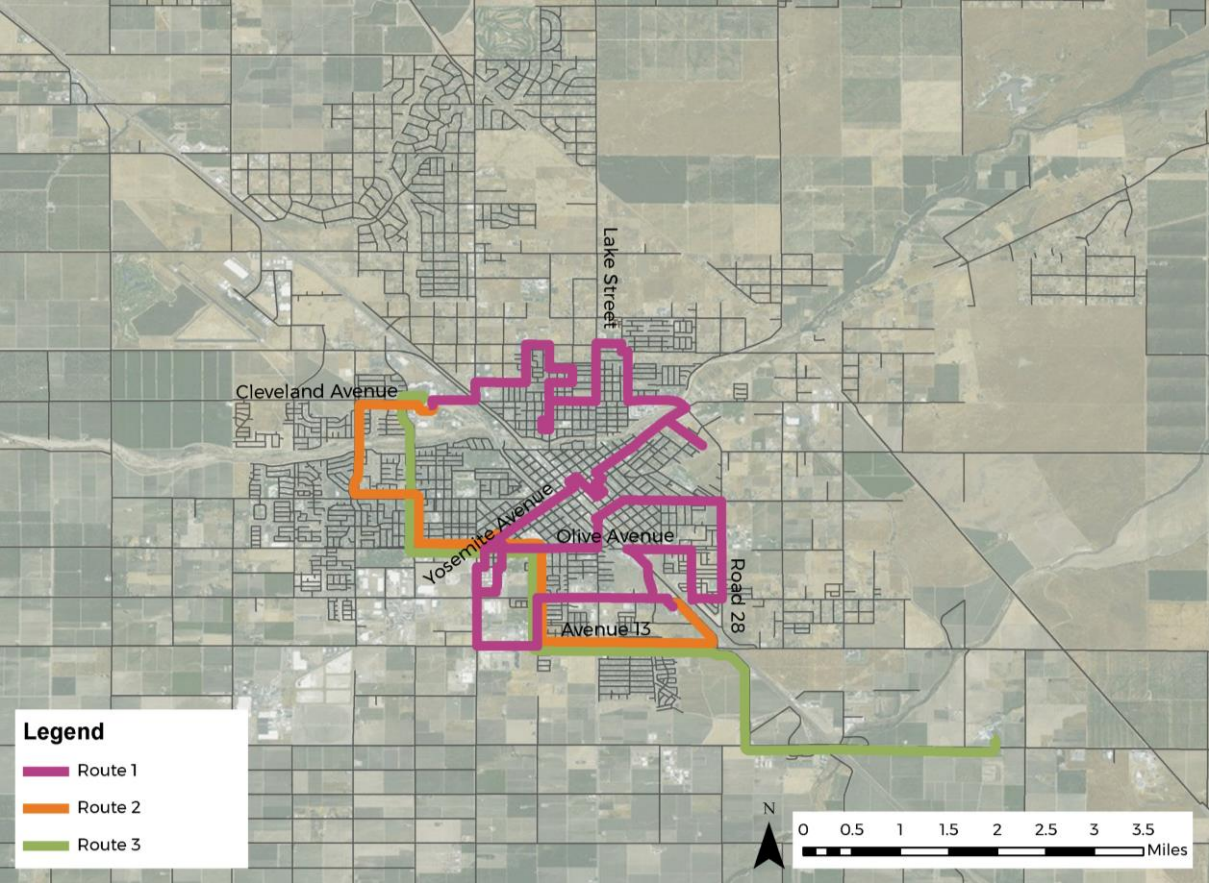 Lake Street
Cleveland Avenue
Yosemite Avenue
Olive Avenue
Road 28
Avenue 13
Legend
Route 1
Route 2
Route 3
N
0 0.5 1 1.5 2 2.5 3 3.5
Miles